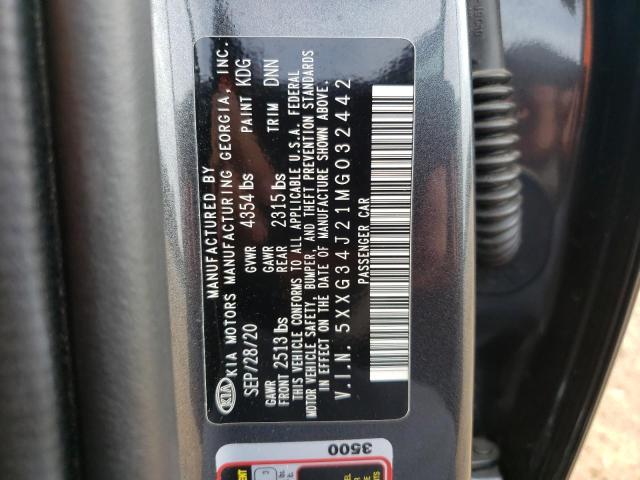 KIA
MANUFACTURED BY
KIA MOTORS MANUFACTURING GEORGIA, INC.
SEP/28/20 GVWR 4354 lbs PAINT KDG
GAWR FRONT 2513 lbs GAWR REAR 2315 lbs TRIM DNN
THIS VEHICLE CONFORMS TO ALL APPLICABLE U.S.A. FEDERAL
MOTOR VEHICLE SAFETY, BUMPER, AND THEFT PREVENTION STANDARDS
IN EFFECT ON THE DATE OF MANUFACTURE SHOWN ABOVE.
V.I.N. 5XXG34J21MG032442
PASSENGER CAR
3500